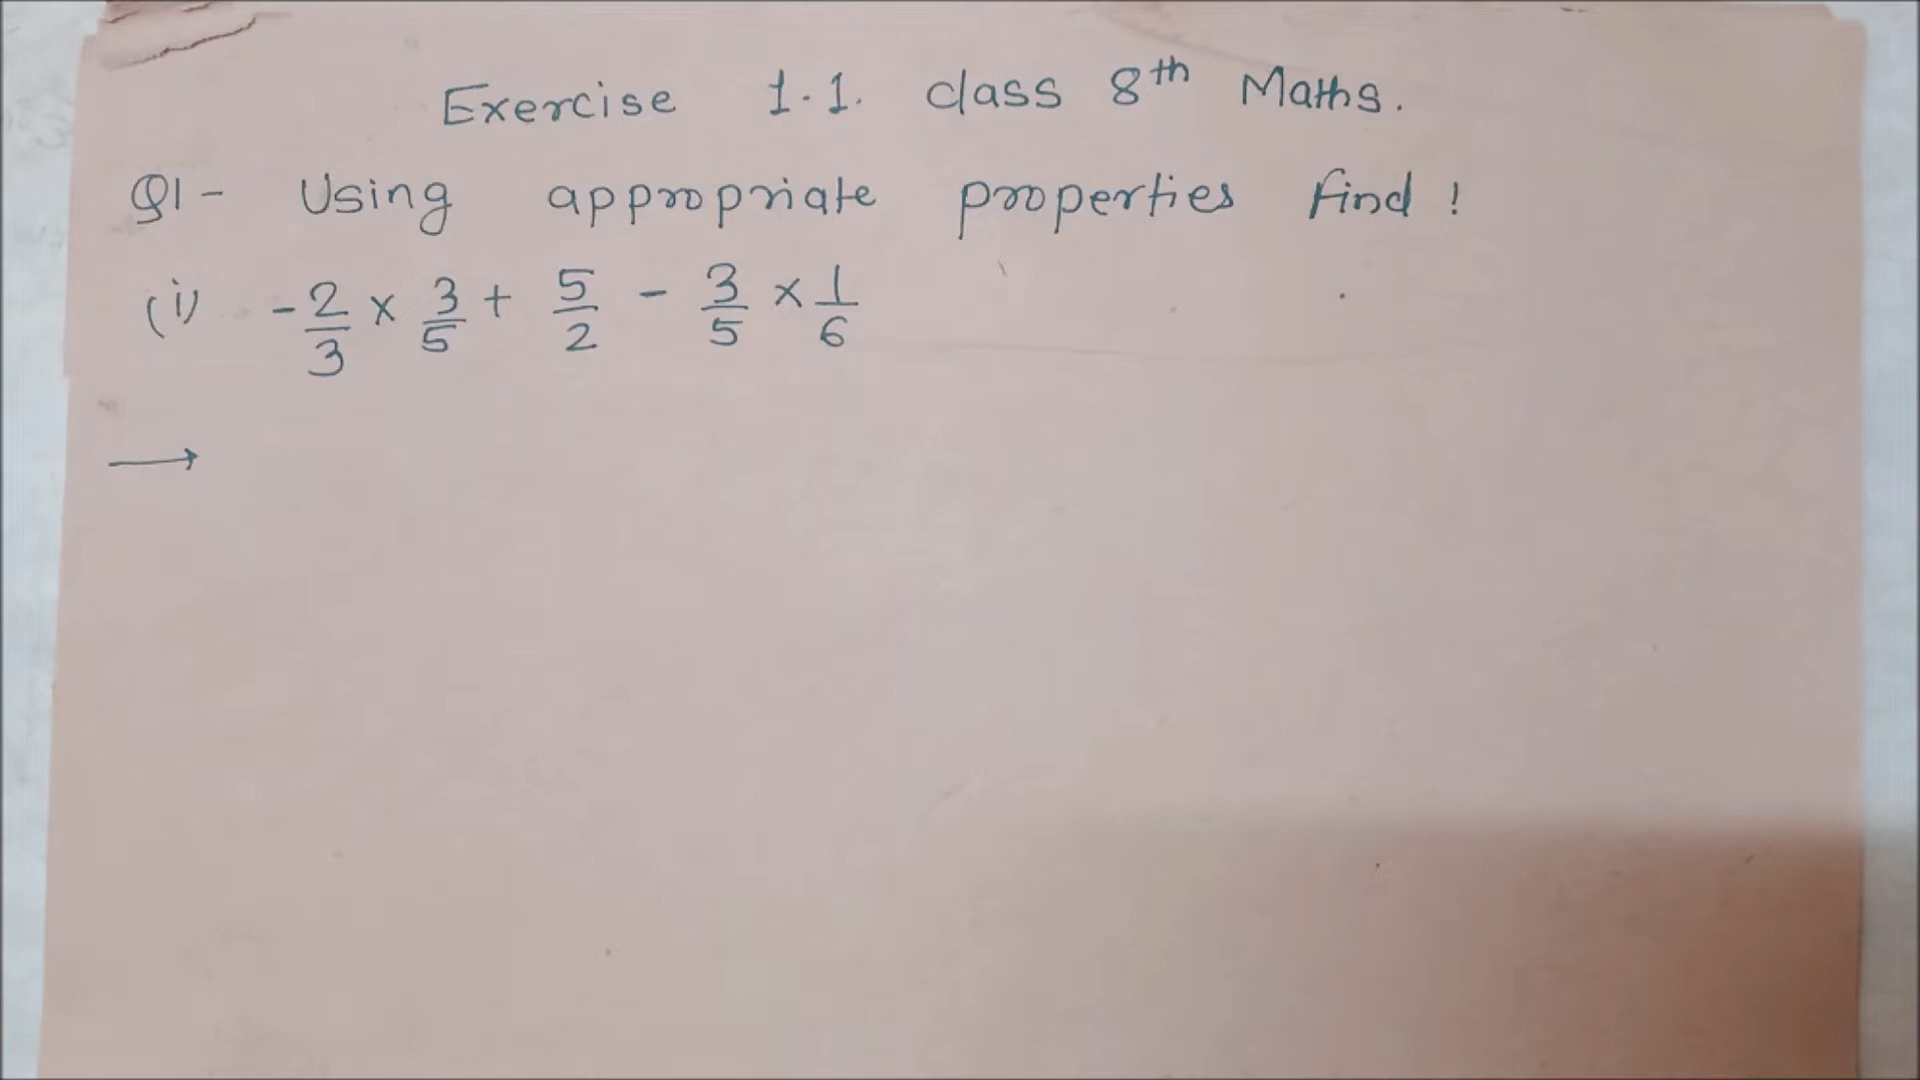 Exercise 1.1. class 8th Maths.
Q1- Using appropriate properties find !
(i) -2/3 × 3/5 + 5/2 - 3/5 × 1/6
→